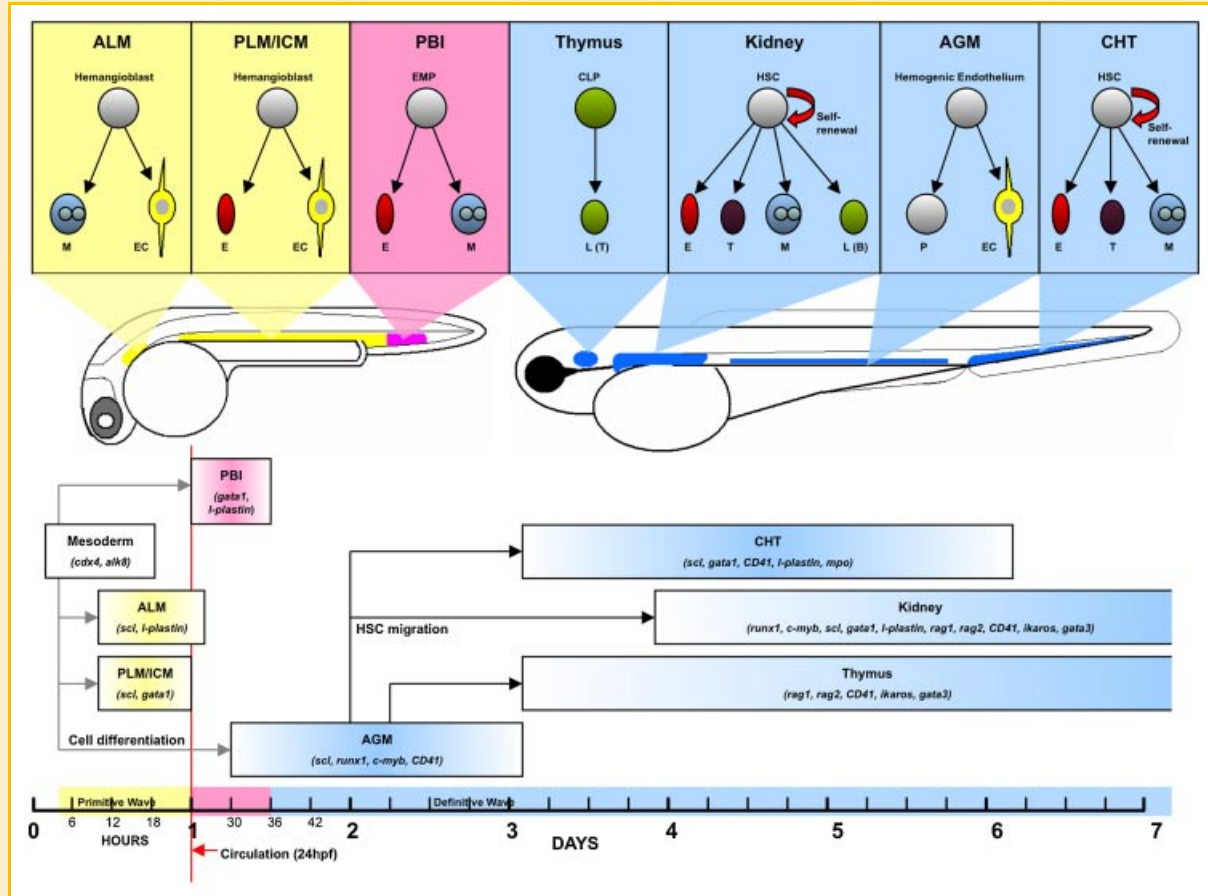 ALM
Hemangioblast
M
EC
PLM/ICM
Hemangioblast
E
EC
PBI
EMP
E
M
Thymus
CLP
L (T)
Kidney
HSC
Self-
renewal
E
T
M
L (B)
AGM
Hemogenic Endothelium
P
EC
CHT
HSC
Self-
renewal
E
T
M
PBI
(gata1,
l-plastin)
Mesoderm
(cdx4, alk8)
CHT
(scl, gata1, CD41, l-plastin, mpo)
ALM
(scl, l-plastin)
HSC migration
Kidney
(runx1, c-myb, scl, gata1, l-plastin, rag1, rag2, CD41, ikaros, gata3)
PLM/ICM
(scl, gata1)
Thymus
(rag1, rag2, CD41, ikaros, gata3)
Cell differentiation
AGM
(scl, runx1, c-myb, CD41)
Primitive Wave
Definitive Wave
0 6 12 18 1 30 36 42 2 3 4 5 6 7
HOURS
DAYS
Circulation (24hpf)